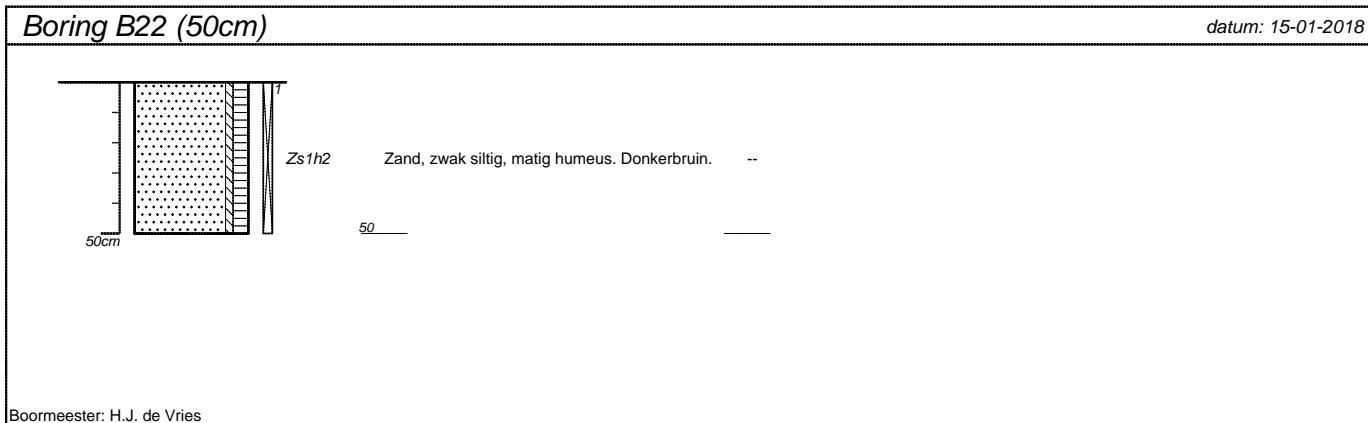 Boring B22 (50cm)
datum: 15-01-2018
1
Zs1h2
Zand, zwak siltig, matig humeus. Donkerbruin.
--
50cm
50
Boormeester: H.J. de Vries